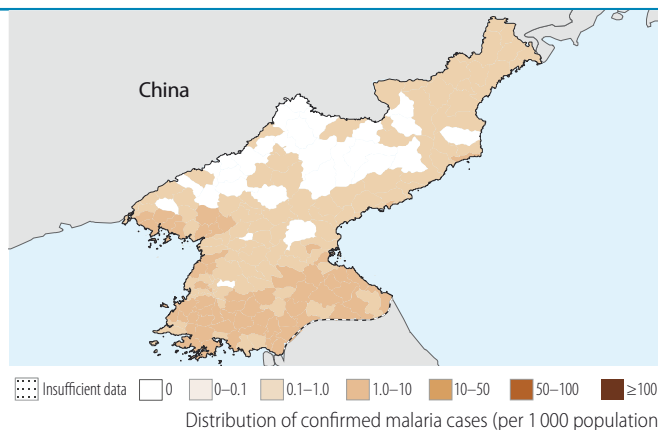 China
Insufficient data 0 0–0.1 0.1–1.0 1.0–10 10–50 50–100 ≥100
Distribution of confirmed malaria cases (per 1 000 population